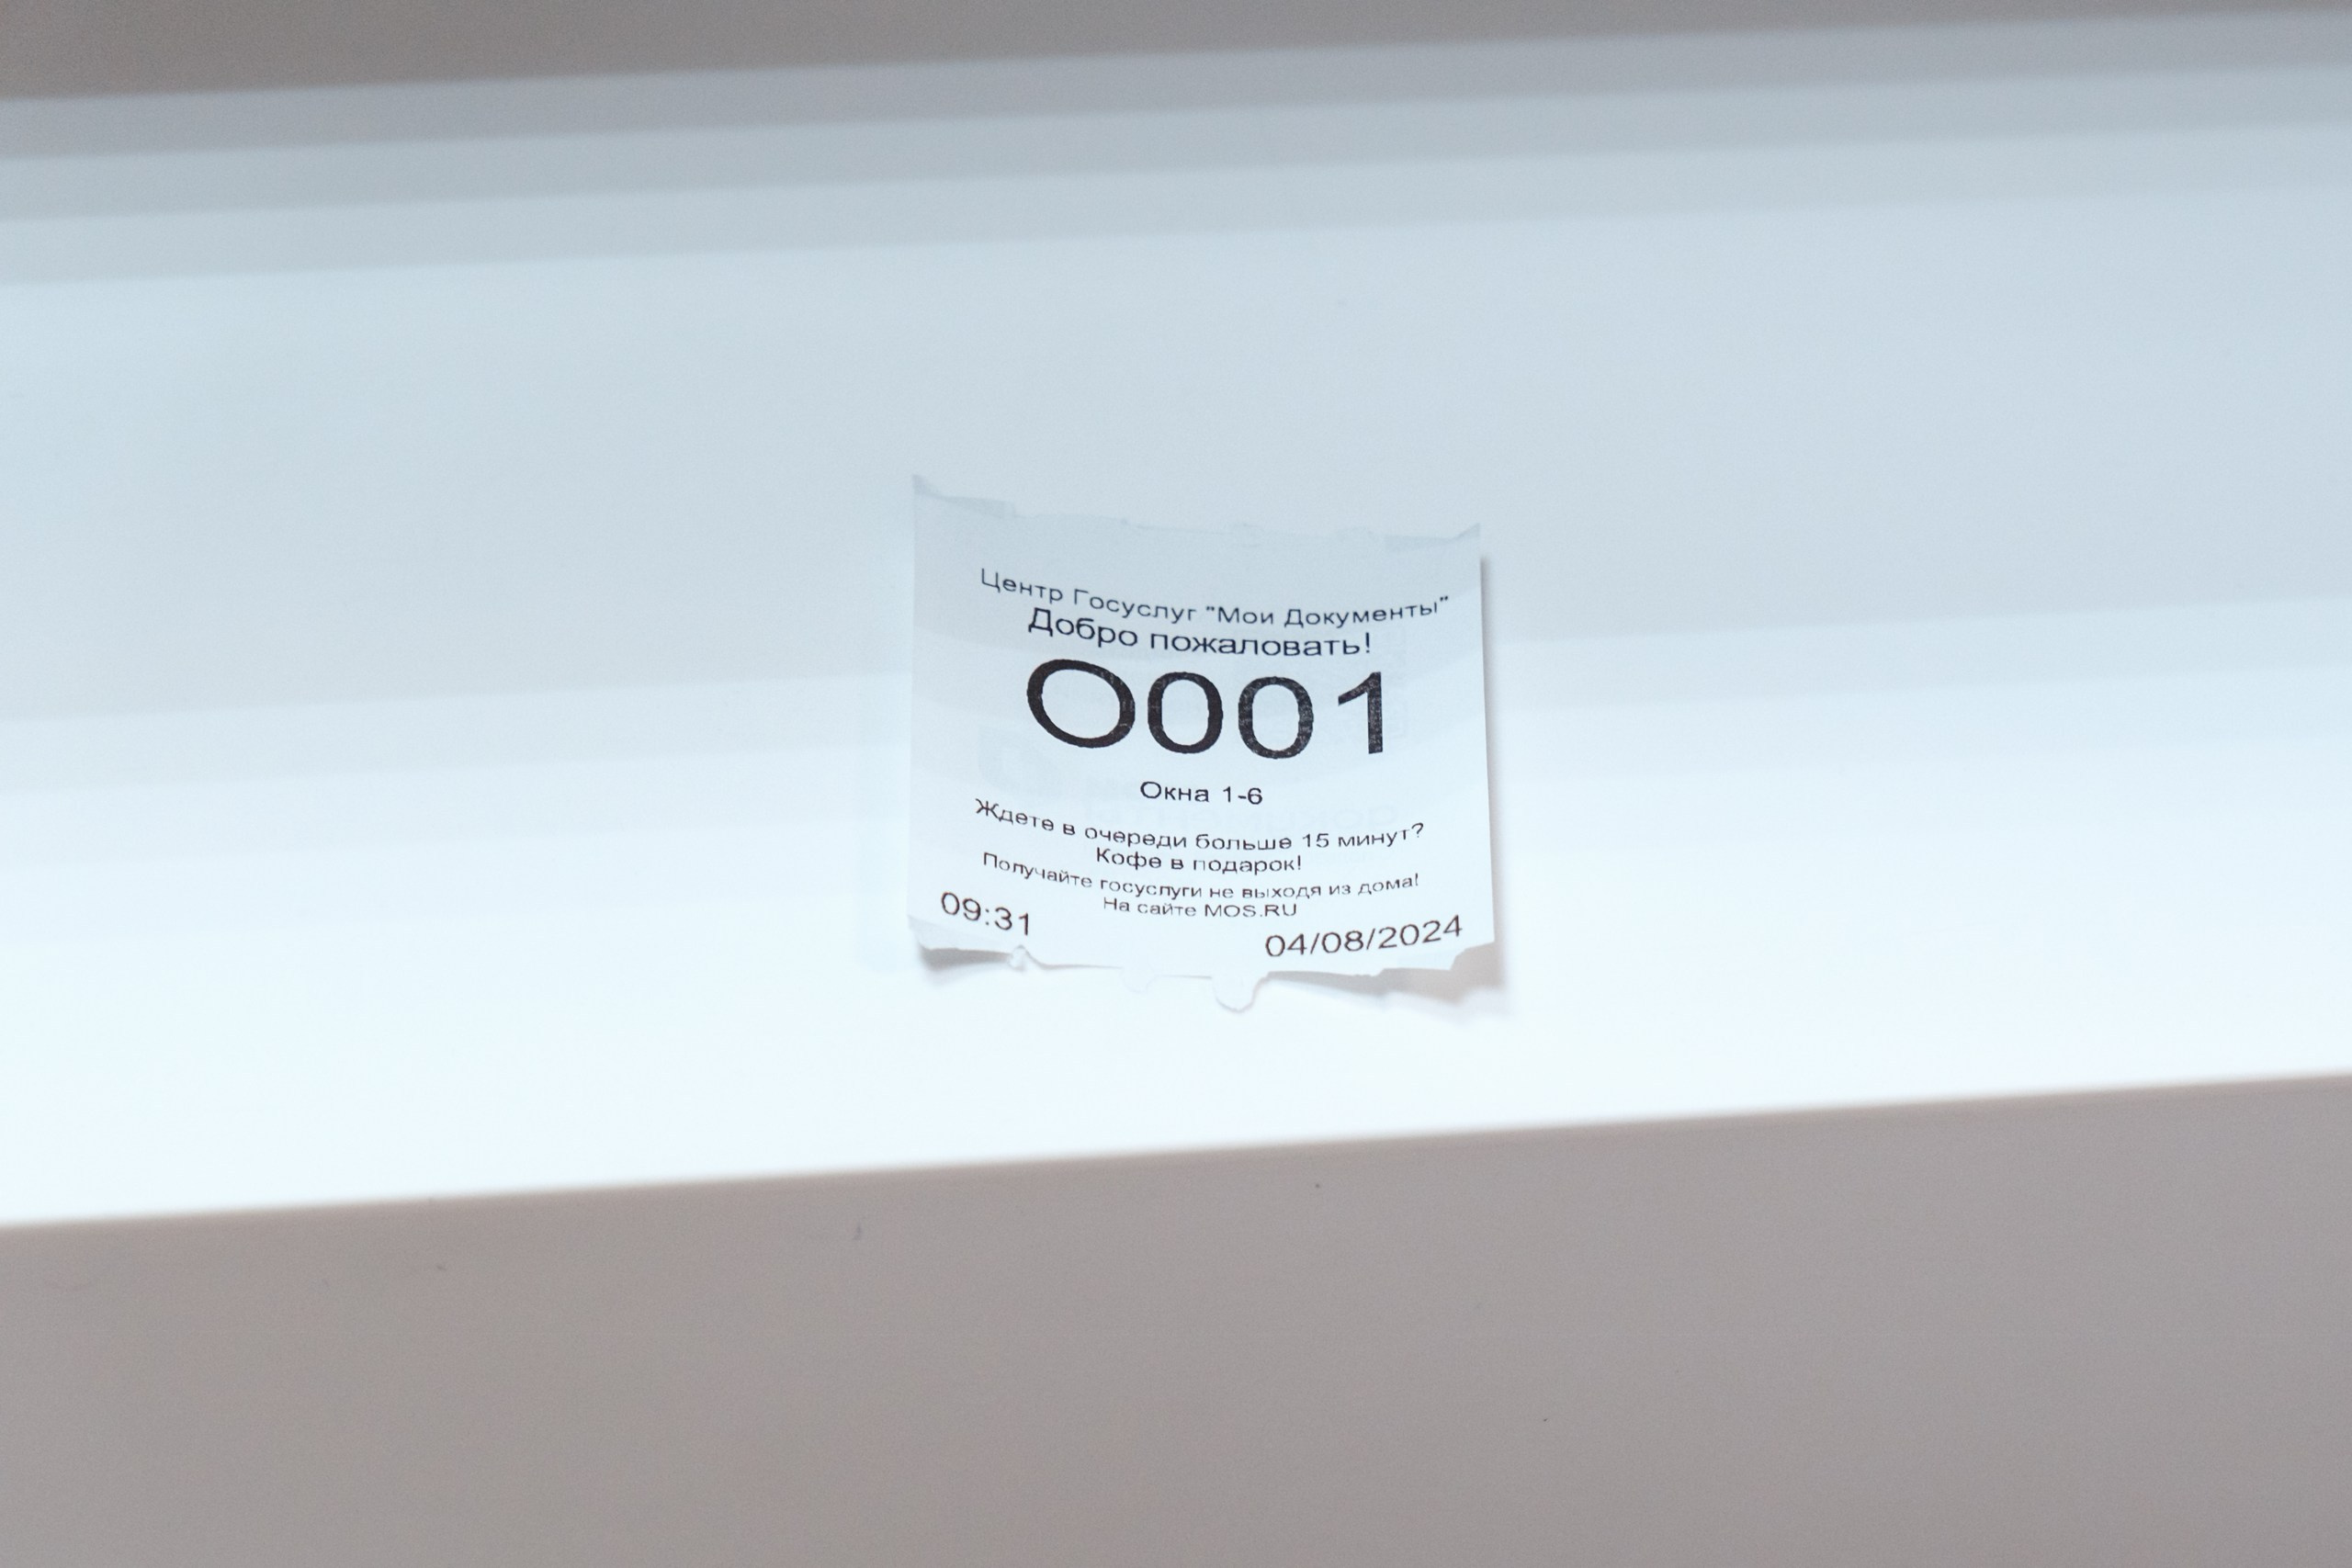 Центр Госуслуг "Мои Документы"
Добро пожаловать!
О001
Окна 1-6
Ждете в очереди больше 15 минут?
Кофе в подарок!
Получайте госуслуги не выходя из дома!
На сайте MOS.RU
09:31
04/08/2024